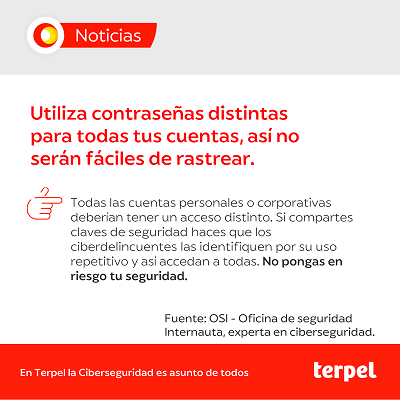 Noticias
Utiliza contraseñas distintas
para todas tus cuentas, así no
serán fáciles de rastrear.
Todas las cuentas personales o corporativas
deberían tener un acceso distinto. Si compartes
claves de seguridad haces que los
ciberdelincuentes las identifiquen por su uso
repetitivo y así accedan a todas. No pongas en
riesgo tu seguridad.
Fuente: OSI - Oficina de seguridad
Internauta, experta en ciberseguridad.
En Terpel la Ciberseguridad es asunto de todos
terpel